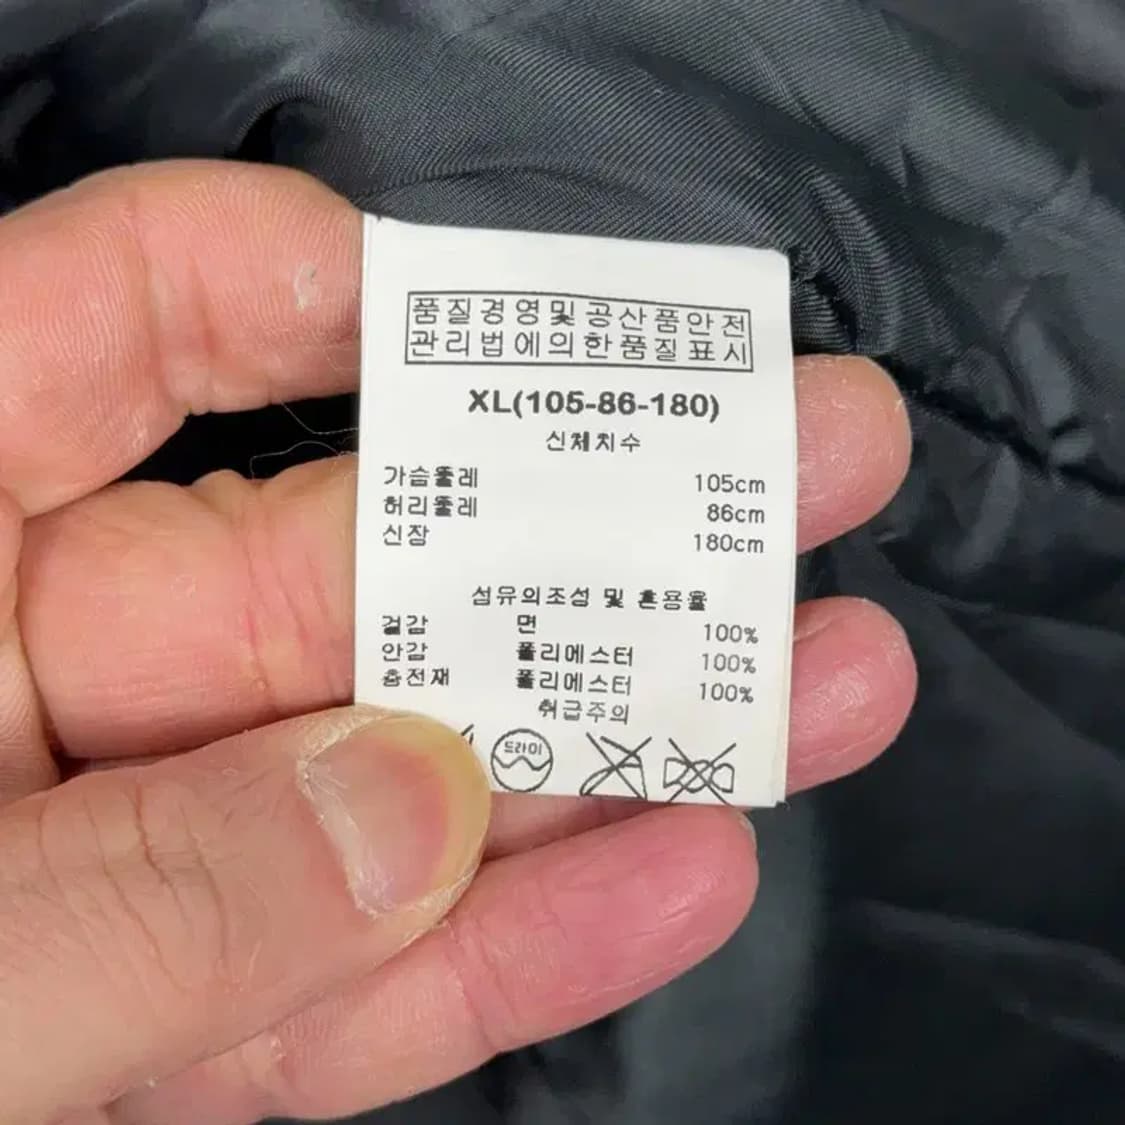 품질경영및공산품안전
관리법에의한품질표시
XL(105-86-180)
신체치수
가슴둘레 105cm
허리둘레 86cm
신장 180cm
섬유의조성 및 혼용율
겉감 면 100%
안감 폴리에스터 100%
충전재 폴리에스터 100%
취급주의
드라이